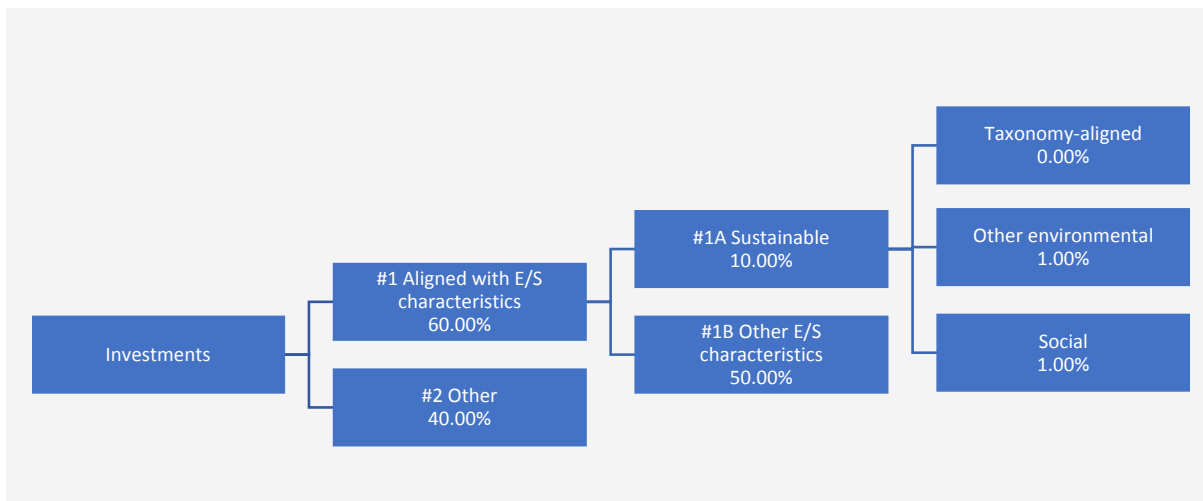 Investments
#1 Aligned with E/S
characteristics
60.00%
#2 Other
40.00%
#1A Sustainable
10.00%
#1B Other E/S
characteristics
50.00%
Taxonomy-aligned
0.00%
Other environmental
1.00%
Social
1.00%